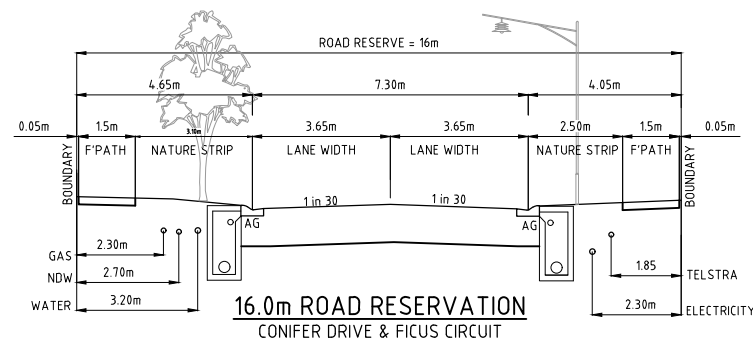 ROAD RESERVE = 16m
4.65m 7.30m 4.05m
0.05m 1.5m 3.10m 3.65m 3.65m 2.50m 1.5m 0.05m
BOUNDARY F'PATH NATURE STRIP LANE WIDTH LANE WIDTH NATURE STRIP F'PATH BOUNDARY
1 in 30 1 in 30
AG AG
GAS 2.30m
NDW 2.70m
WATER 3.20m
1.85 TELSTRA
2.30m ELECTRICITY
16.0m ROAD RESERVATION
CONIFER DRIVE & FICUS CIRCUIT